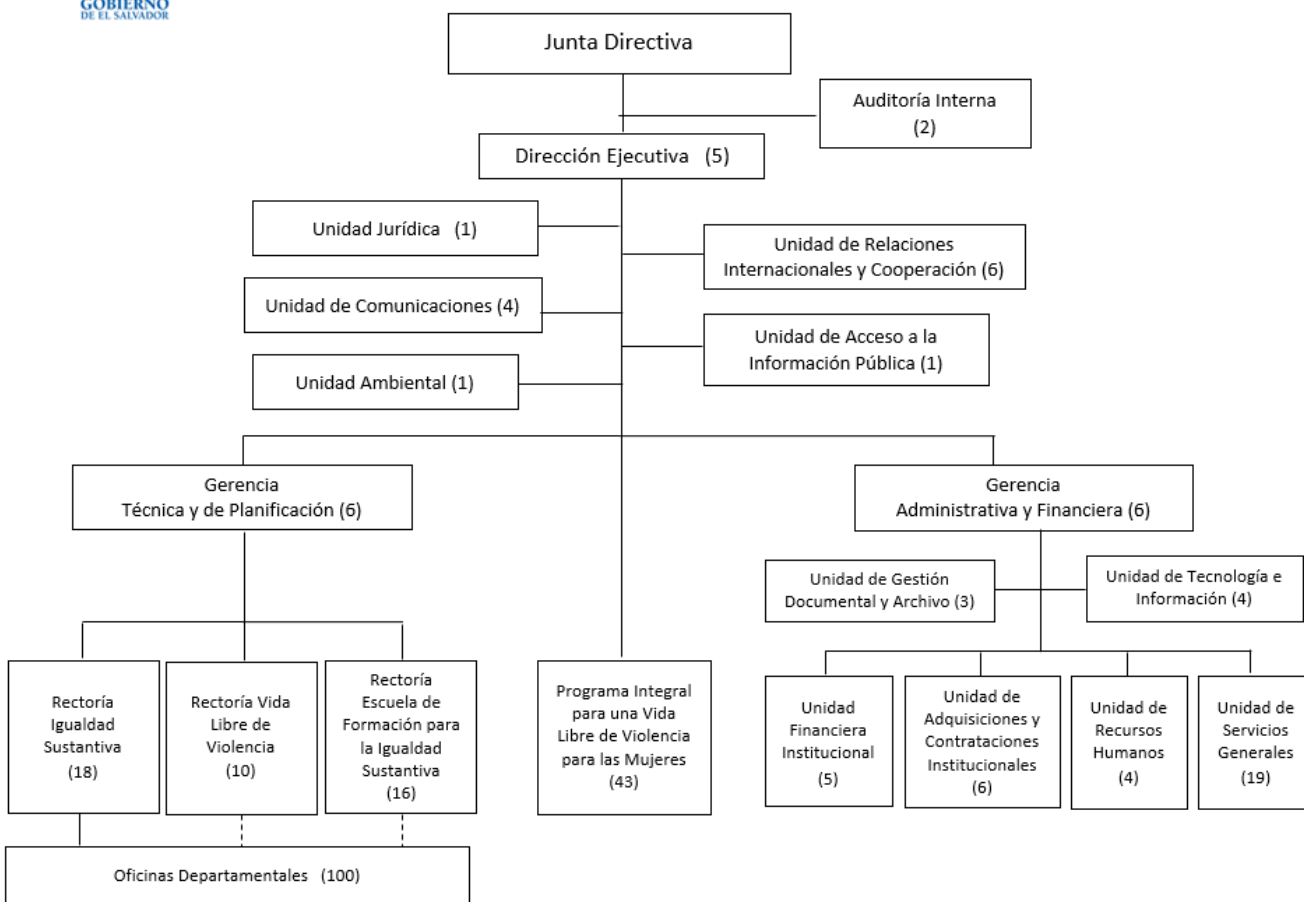 GOBIERNO
DE EL SALVADOR
Junta Directiva
Auditoría Interna
(2)
Dirección Ejecutiva (5)
Unidad Jurídica (1)
Unidad de Relaciones
Internacionales y Cooperación (6)
Unidad de Comunicaciones (4)
Unidad de Acceso a la
Información Pública (1)
Unidad Ambiental (1)
Gerencia
Técnica y de Planificación (6)
Gerencia
Administrativa y Financiera (6)
Unidad de Gestión
Documental y Archivo (3)
Unidad de Tecnología e
Información (4)
Rectoría
Igualdad
Sustantiva
(18)
Rectoría Vida
Libre de
Violencia
(10)
Rectoría
Escuela de
Formación para
la Igualdad
Sustantiva
(16)
Programa Integral
para una Vida
Libre de Violencia
para las Mujeres
(43)
Unidad
Financiera
Institucional
(5)
Unidad de
Adquisiciones y
Contrataciones
Institucionales
(6)
Unidad de
Recursos
Humanos
(4)
Unidad de
Servicios
Generales
(19)
Oficinas Departamentales (100)